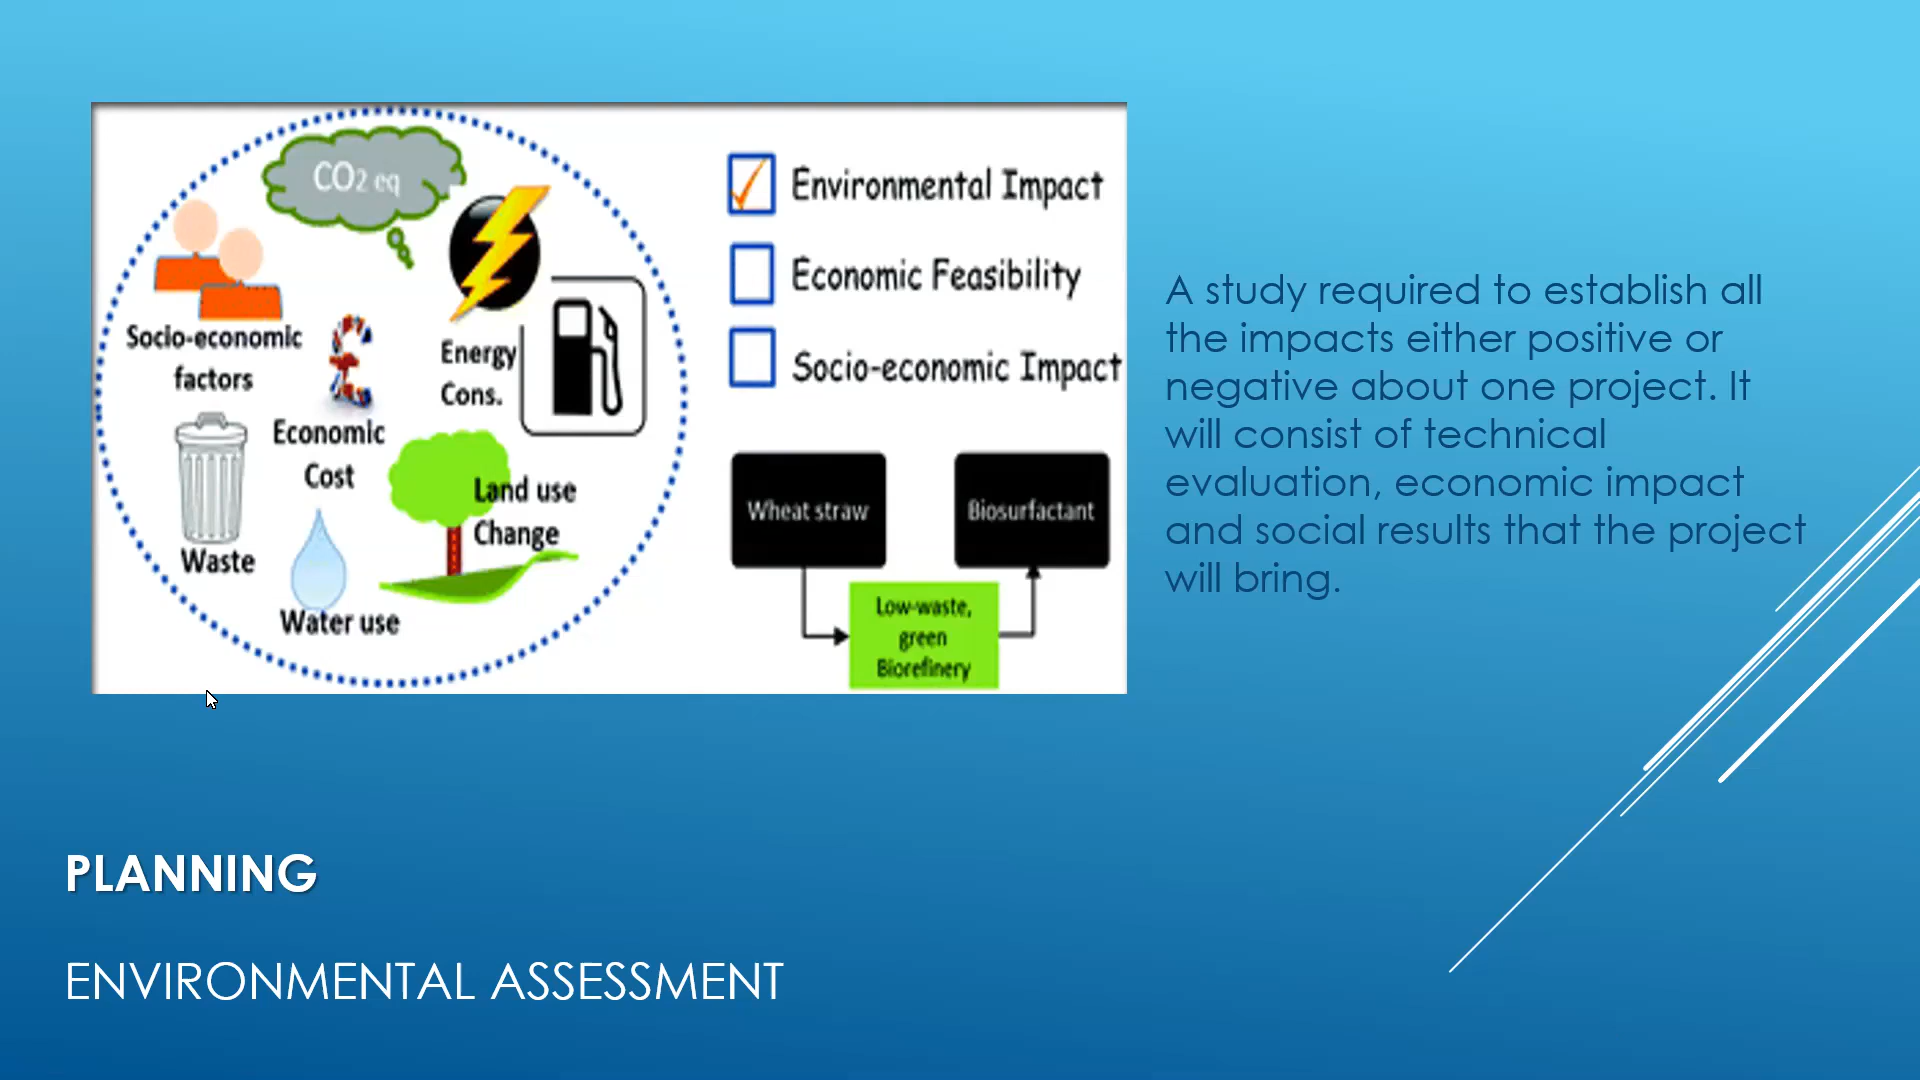 CO2 eq
Socio-economic
factors
Economic
Cost
Energy
Cons.
Waste
Water use
Land use
Change
Environmental Impact
Economic Feasibility
Socio-economic Impact
Wheat straw
Biosurfactant
Low-waste,
green
Biorefinery
A study required to establish all
the impacts either positive or
negative about one project. It
will consist of technical
evaluation, economic impact
and social results that the project
will bring.
PLANNING
ENVIRONMENTAL ASSESSMENT